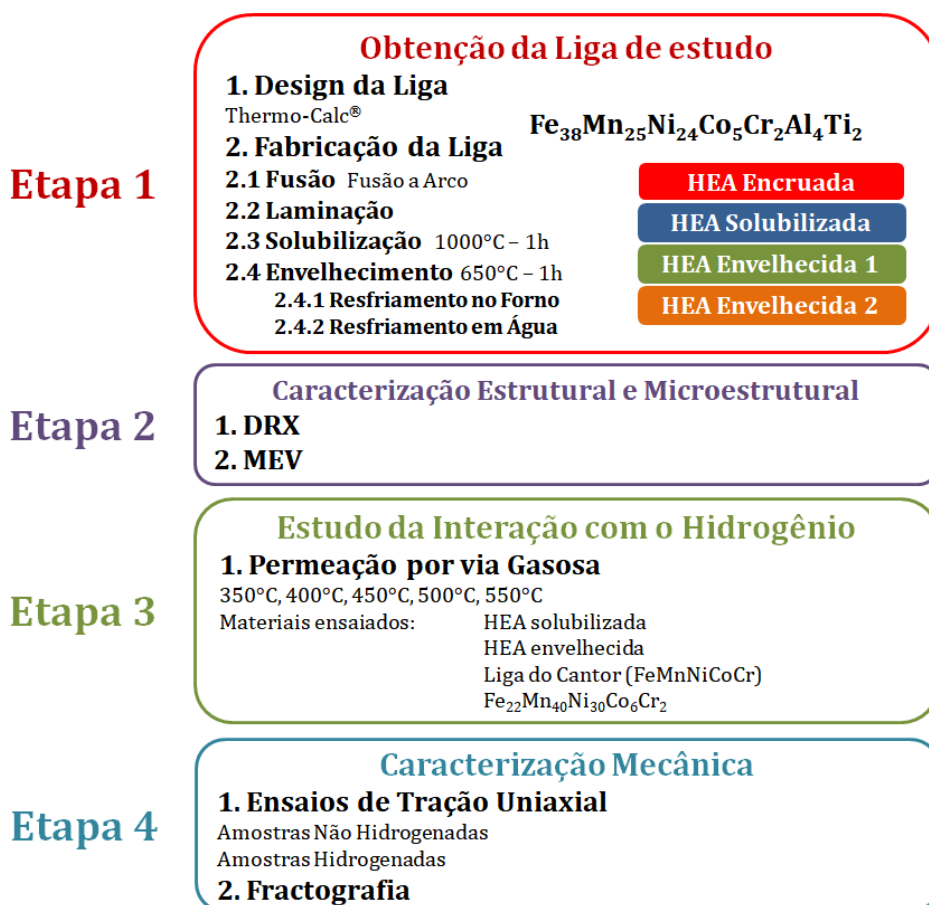 Etapa 1
Obtenção da Liga de estudo
1. Design da Liga
Thermo-Calc®
Fe₃₈Mn₂₅Ni₂₄Co₅Cr₂Al₄Ti₂
2. Fabricação da Liga
2.1 Fusão Fusão a Arco
2.2 Laminação
2.3 Solubilização 1000°C – 1h
2.4 Envelhecimento 650°C – 1h
2.4.1 Resfriamento no Forno
2.4.2 Resfriamento em Água
HEA Encruada
HEA Solubilizada
HEA Envelhecida 1
HEA Envelhecida 2
Etapa 2
Caracterização Estrutural e Microestrutural
1. DRX
2. MEV
Etapa 3
Estudo da Interação com o Hidrogênio
1. Permeação por via Gasosa
350°C, 400°C, 450°C, 500°C, 550°C
Materiais ensaiados: HEA solubilizada
HEA envelhecida
Liga do Cantor (FeMnNiCoCr)
Fe₂₂Mn₄₀Ni₃₀Co₆Cr₂
Etapa 4
Caracterização Mecânica
1. Ensaios de Tração Uniaxial
Amostras Não Hidrogenadas
Amostras Hidrogenadas
2. Fractografia